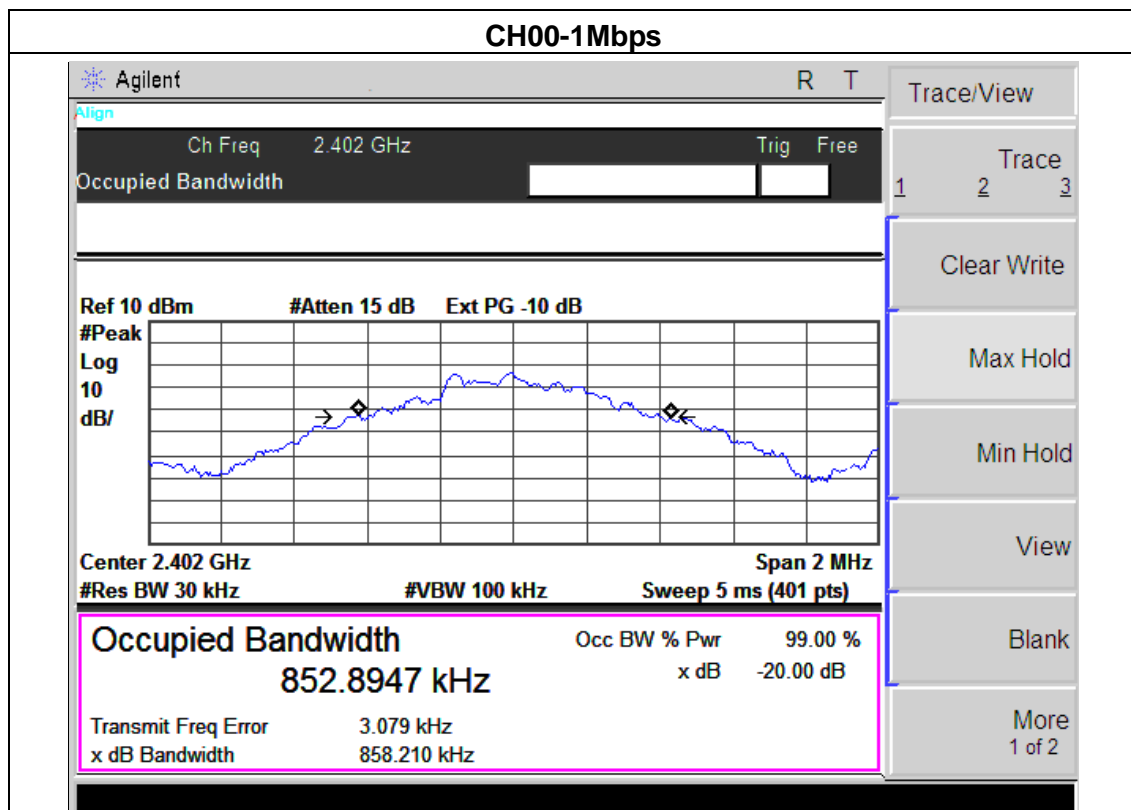 CH00-1Mbps
Agilent R T
Trace/View
Align
Ch Freq 2.402 GHz Trig Free
Occupied Bandwidth
Trace
1 2 3
Clear Write
Ref 10 dBm #Atten 15 dB Ext PG -10 dB
#Peak
Log
10
dB/
Max Hold
Min Hold
View
Center 2.402 GHz Span 2 MHz
#Res BW 30 kHz #VBW 100 kHz Sweep 5 ms (401 pts)
Occupied Bandwidth Occ BW % Pwr 99.00 %
852.8947 kHz x dB -20.00 dB
Blank
Transmit Freq Error 3.079 kHz
x dB Bandwidth 858.210 kHz
More
1 of 2